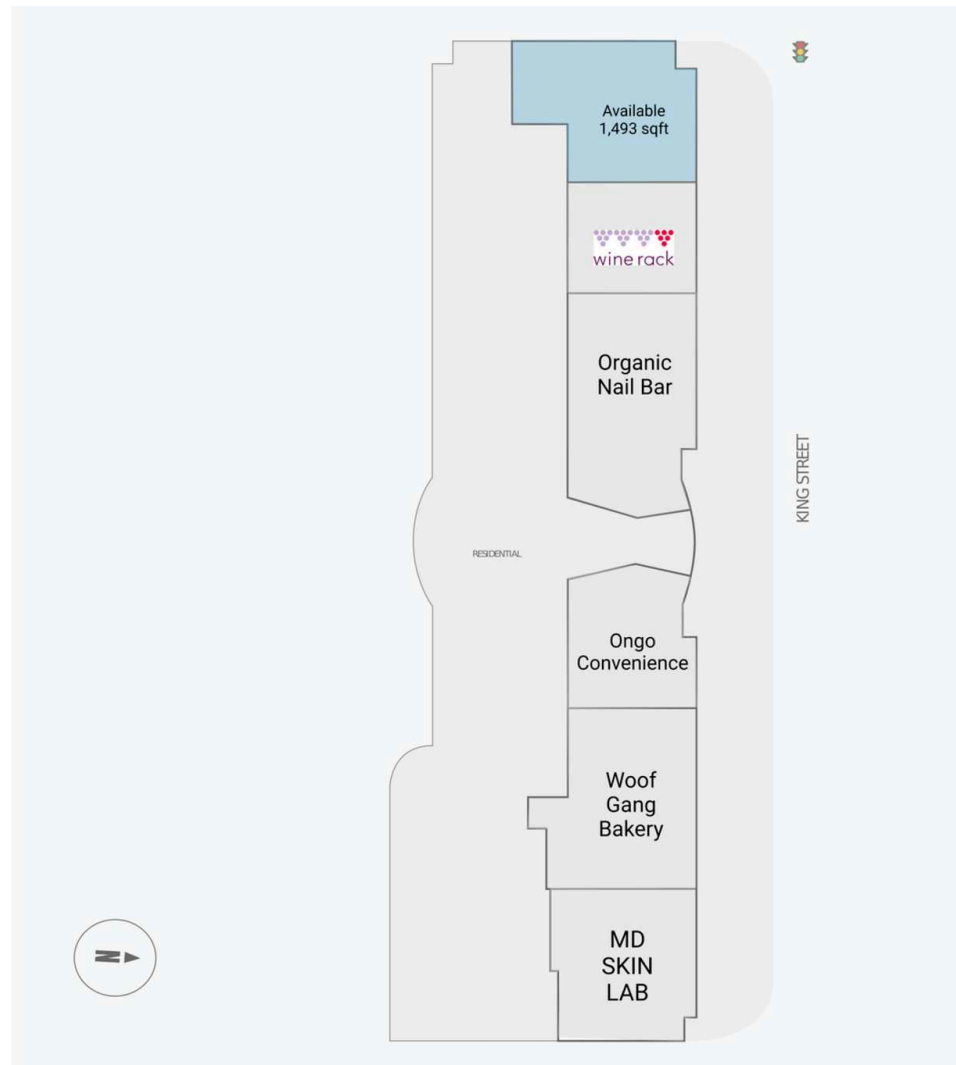 Available
1,493 sqft
wine rack
Organic
Nail Bar
KING STREET
RESIDENTIAL
Ongo
Convenience
Woof
Gang
Bakery
MD
SKIN
LAB
N